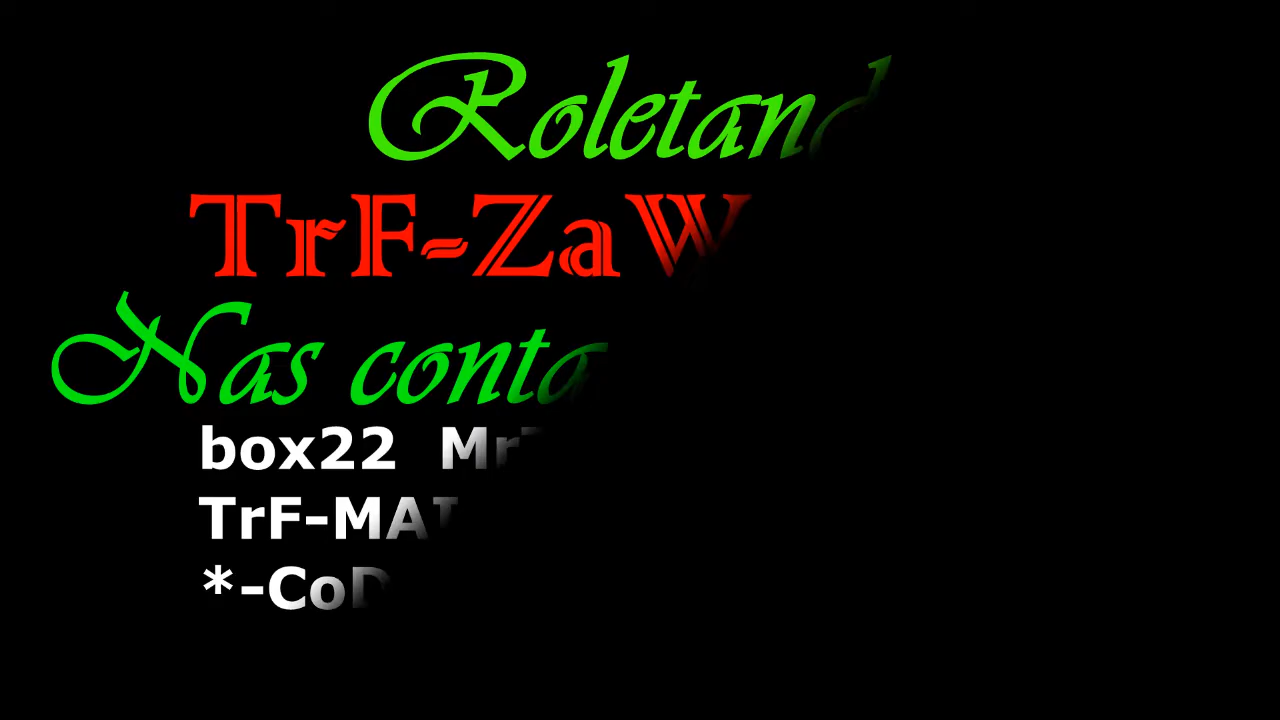 Roletand
TrF-ZaW
Nas conta
box22 Mr
TrF-MA
*-CoD